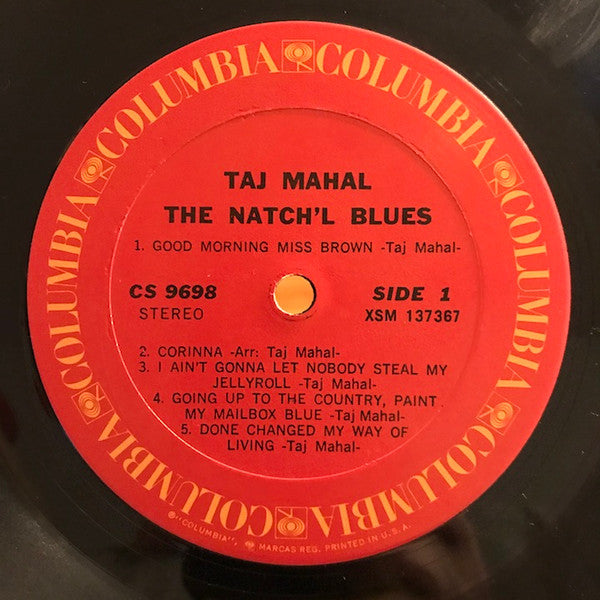 COLUMBIA COLUMBIA COLUMBIA COLUMBIA COLUMBIA COLUMBIA
TAJ MAHAL
THE NATCH'L BLUES
1. GOOD MORNING MISS BROWN -Taj Mahal-
CS 9698
STEREO
SIDE 1
XSM 137367
2. CORINNA -Arr: Taj Mahal-
3. I AIN'T GONNA LET NOBODY STEAL MY
JELLYROLL -Taj Mahal-
4. GOING UP TO THE COUNTRY, PAINT
MY MAILBOX BLUE -Taj Mahal-
5. DONE CHANGED MY WAY OF
LIVING -Taj Mahal-
℗"COLUMBIA", MARCAS REG. PRINTED IN U.S.A.